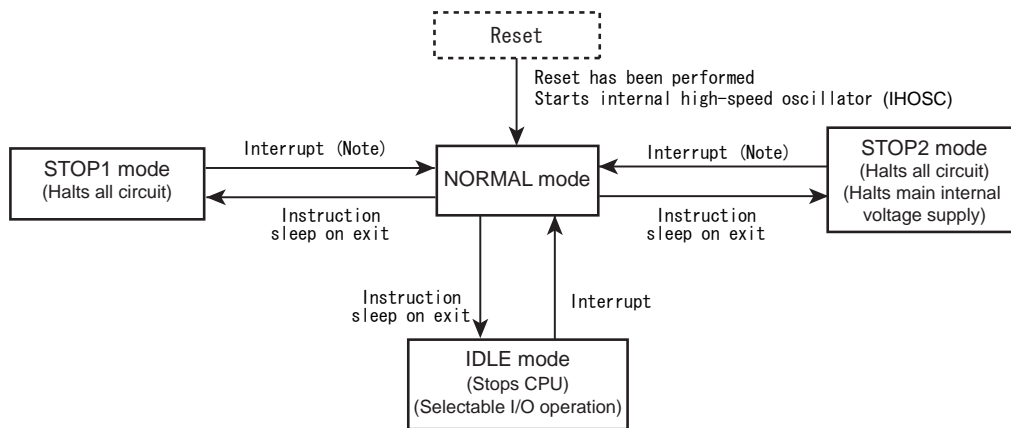 Reset
Reset has been performed
Starts internal high-speed oscillator (IHOSC)
STOP1 mode
(Halts all circuit)
Interrupt (Note)
Instruction
sleep on exit
NORMAL mode
Interrupt (Note)
Instruction
sleep on exit
STOP2 mode
(Halts all circuit)
(Halts main internal
voltage supply)
Instruction
sleep on exit
Interrupt
IDLE mode
(Stops CPU)
(Selectable I/O operation)